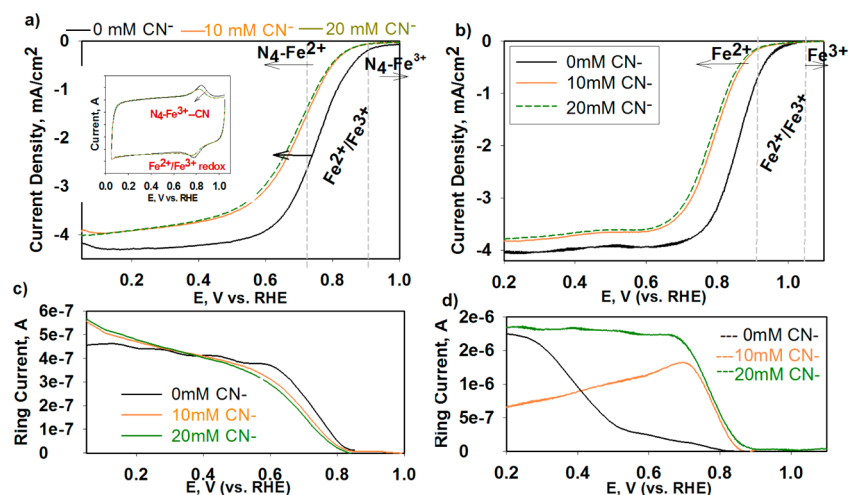 0 mM CN- 10 mM CN- 20 mM CN-
a)
Current Density, mA/cm2
0
-1
-2
-3
-4
N4-Fe2+
N4-Fe3+
Fe2+/Fe3+
Current, A
N4-Fe3+–CN
Fe2+/Fe3+ redox
0.0 0.2 0.4 0.6 0.8 1.0
E, V vs. RHE
0.2 0.4 0.6 0.8 1.0
E, V vs. RHE
b)
Current Density, mA/cm2
0
-1
-2
-3
-4
0mM CN-
10mM CN-
20mM CN-
Fe2+
Fe3+
Fe2+/Fe3+
0.2 0.4 0.6 0.8 1.0
E, V (vs. RHE)
c)
Ring Current, A
6e-7
5e-7
4e-7
3e-7
2e-7
1e-7
0
0mM CN-
10mM CN-
20mM CN-
0.2 0.4 0.6 0.8 1.0
E, V (vs. RHE)
d)
Ring Current, A
2e-6
2e-6
1e-6
5e-7
0
0mM CN-
10mM CN-
20mM CN-
0.2 0.4 0.6 0.8 1.0
E, V (vs. RHE)